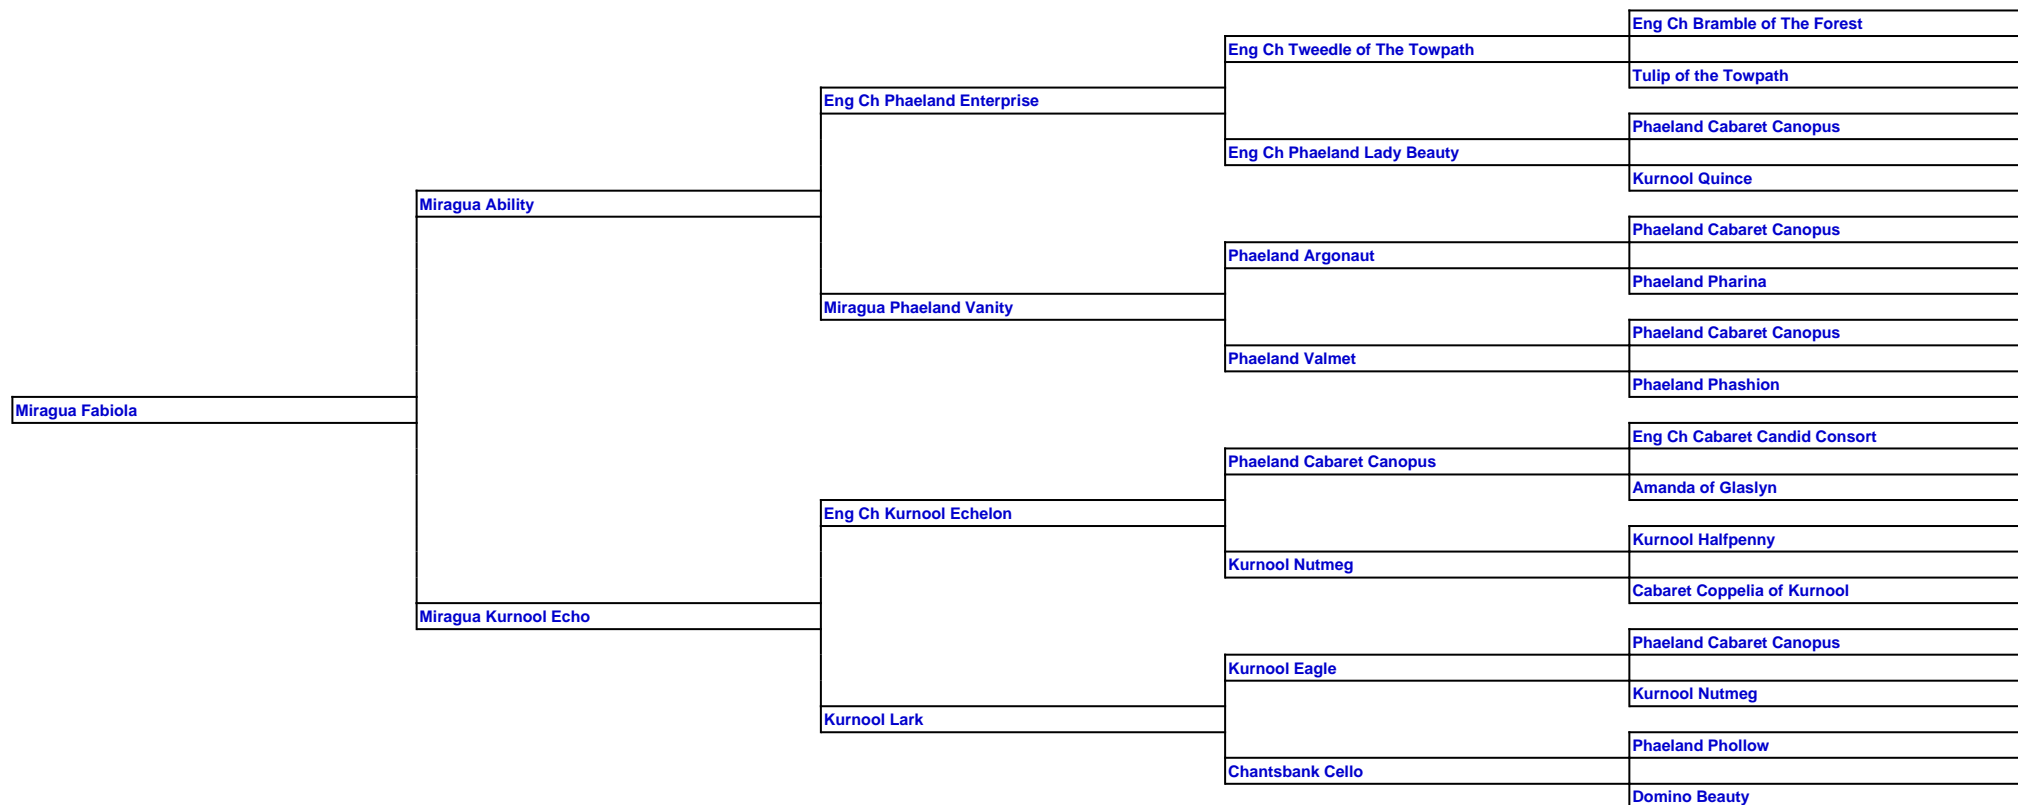 Eng Ch Bramble of The Forest
Eng Ch Tweedle of The Towpath
Tulip of the Towpath
Eng Ch Phaeland Enterprise
Phaeland Cabaret Canopus
Eng Ch Phaeland Lady Beauty
Kurnool Quince
Miragua Ability
Phaeland Cabaret Canopus
Phaeland Argonaut
Phaeland Pharina
Miragua Phaeland Vanity
Phaeland Cabaret Canopus
Phaeland Valmet
Phaeland Phashion
Miragua Fabiola
Eng Ch Cabaret Candid Consort
Phaeland Cabaret Canopus
Amanda of Glaslyn
Eng Ch Kurnool Echelon
Kurnool Halfpenny
Kurnool Nutmeg
Cabaret Coppelia of Kurnool
Miragua Kurnool Echo
Phaeland Cabaret Canopus
Kurnool Eagle
Kurnool Nutmeg
Kurnool Lark
Phaeland Phollow
Chantsbank Cello
Domino Beauty